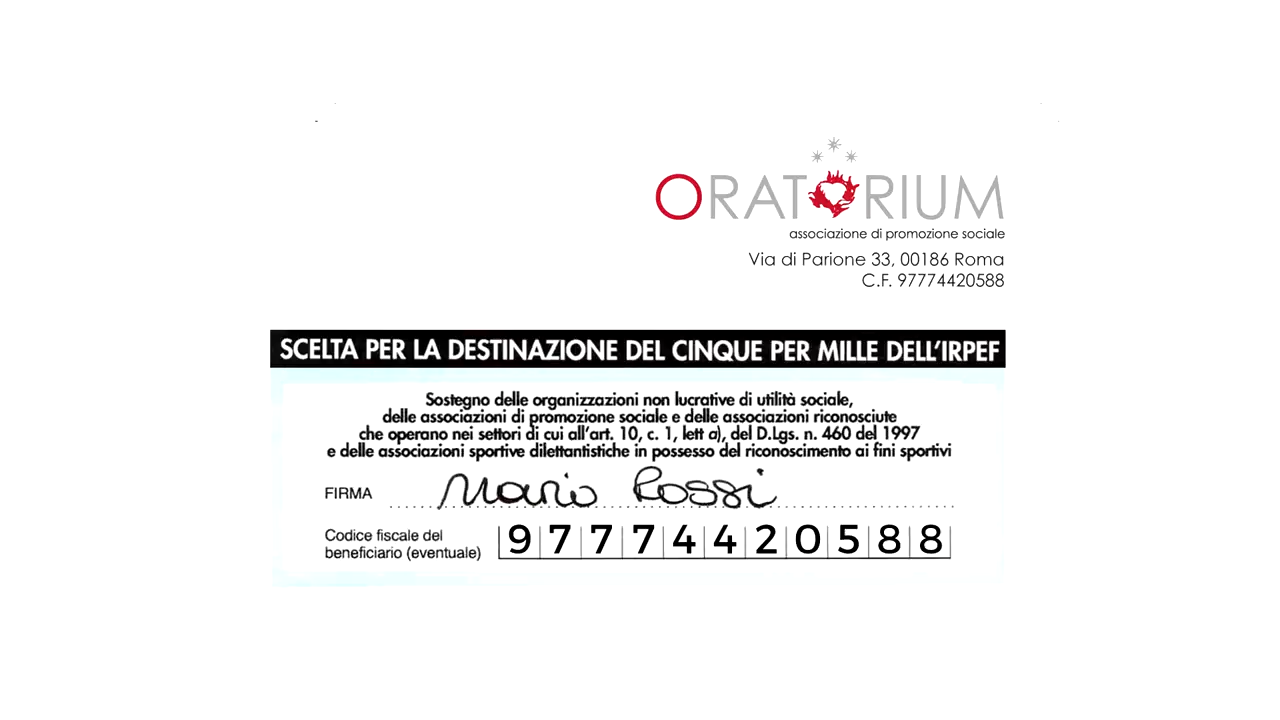 ORATORIUM
associazione di promozione sociale
Via di Parione 33, 00186 Roma
C.F. 97774420588
SCELTA PER LA DESTINAZIONE DEL CINQUE PER MILLE DELL'IRPEF
Sostegno delle organizzazioni non lucrative di utilità sociale,
delle associazioni di promozione sociale e delle associazioni riconosciute
che operano nei settori di cui all'art. 10, c. 1, lett a), del D.Lgs. n. 460 del 1997
e delle associazioni sportive dilettantistiche in possesso del riconoscimento ai fini sportivi
FIRMA Mario Rossi
Codice fiscale del
beneficiario (eventuale) 97774420588